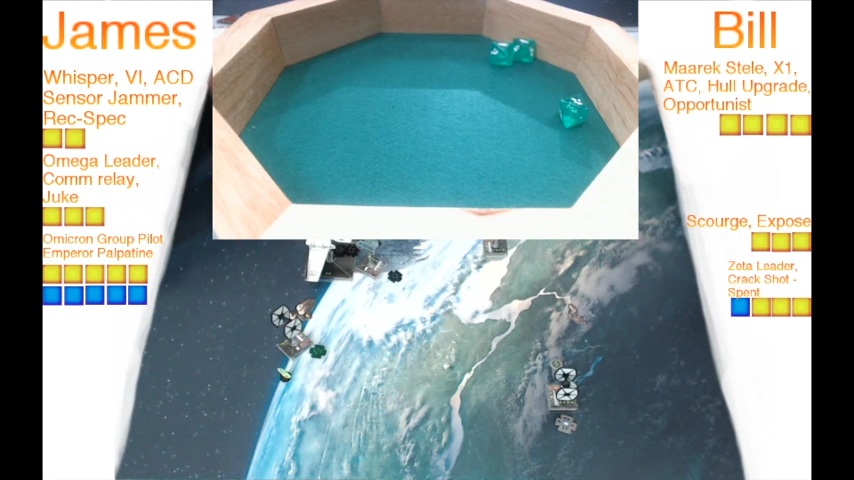 James
Whisper, VI, ACD
Sensor Jammer,
Rec-Spec
Omega Leader,
Comm relay,
Juke
Omicron Group Pilot
Emperor Palpatine
Bill
Maarek Stele, X1,
ATC, Hull Upgrade,
Opportunist
Scourge, Expose
Zeta Leader,
Crack Shot -
Spent